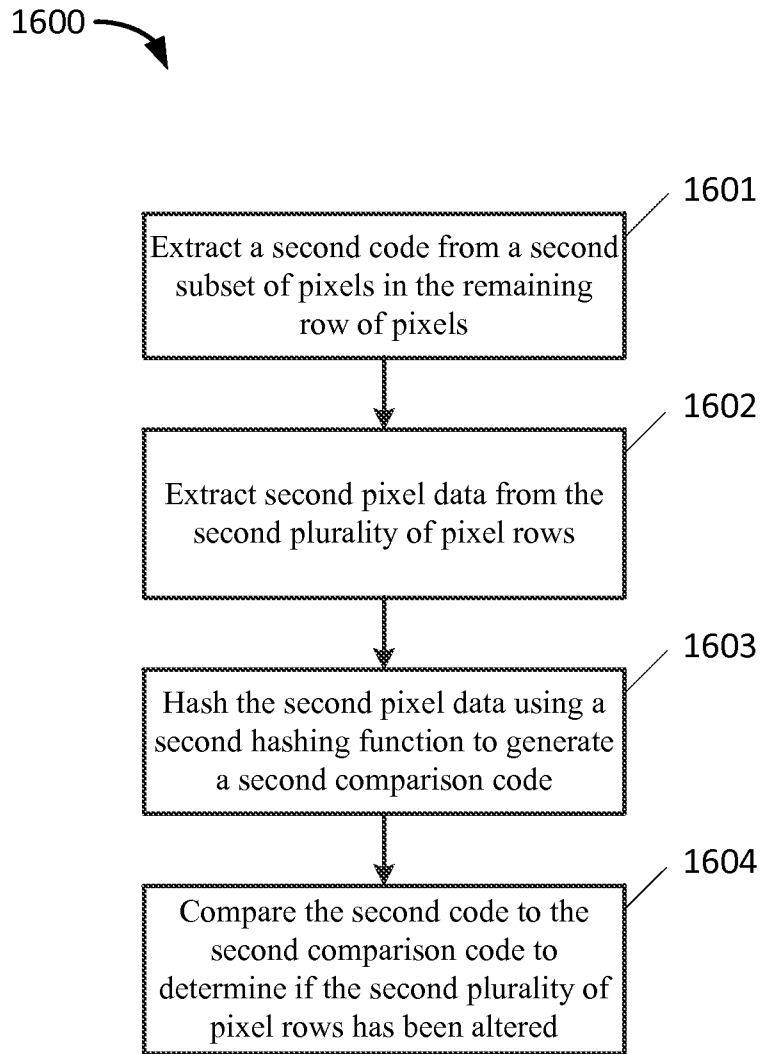 1600
1601
Extract a second code from a second
subset of pixels in the remaining
row of pixels
1602
Extract second pixel data from the
second plurality of pixel rows
1603
Hash the second pixel data using a
second hashing function to generate
a second comparison code
1604
Compare the second code to the
second comparison code to
determine if the second plurality of
pixel rows has been altered